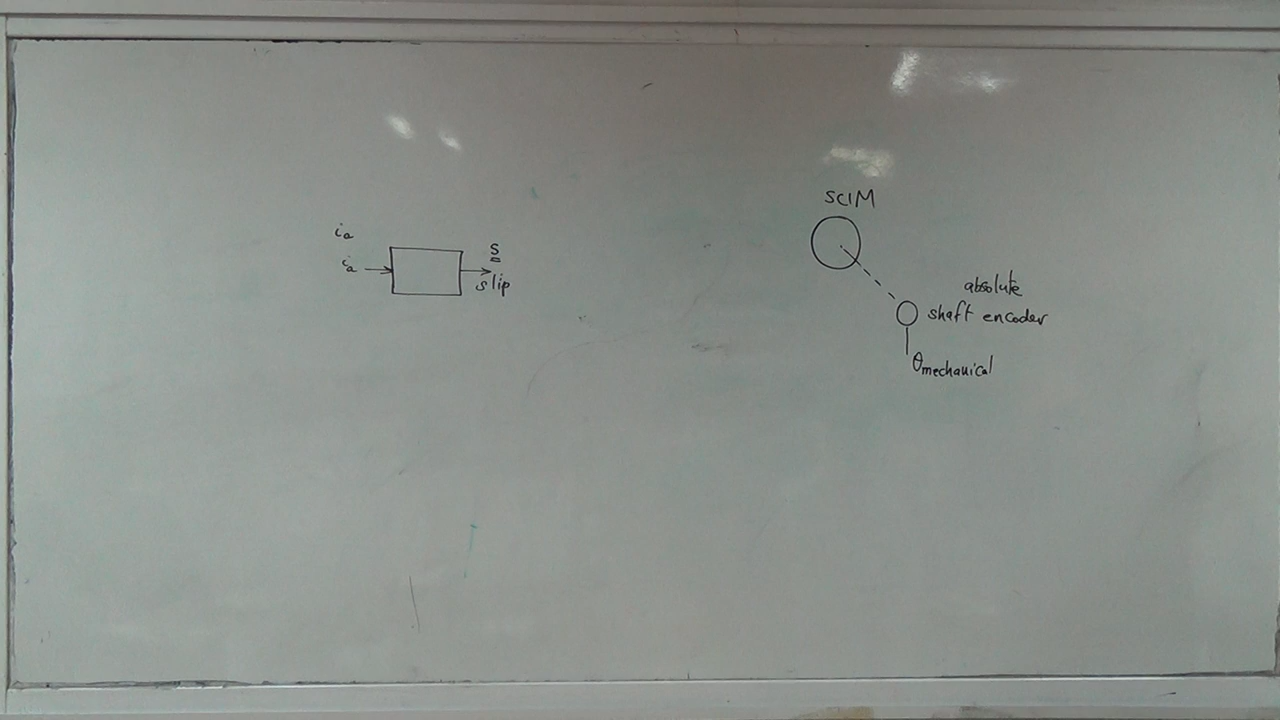 ia
ia
s
slip
SCIM
absolute
shaft encoder
θmechanical